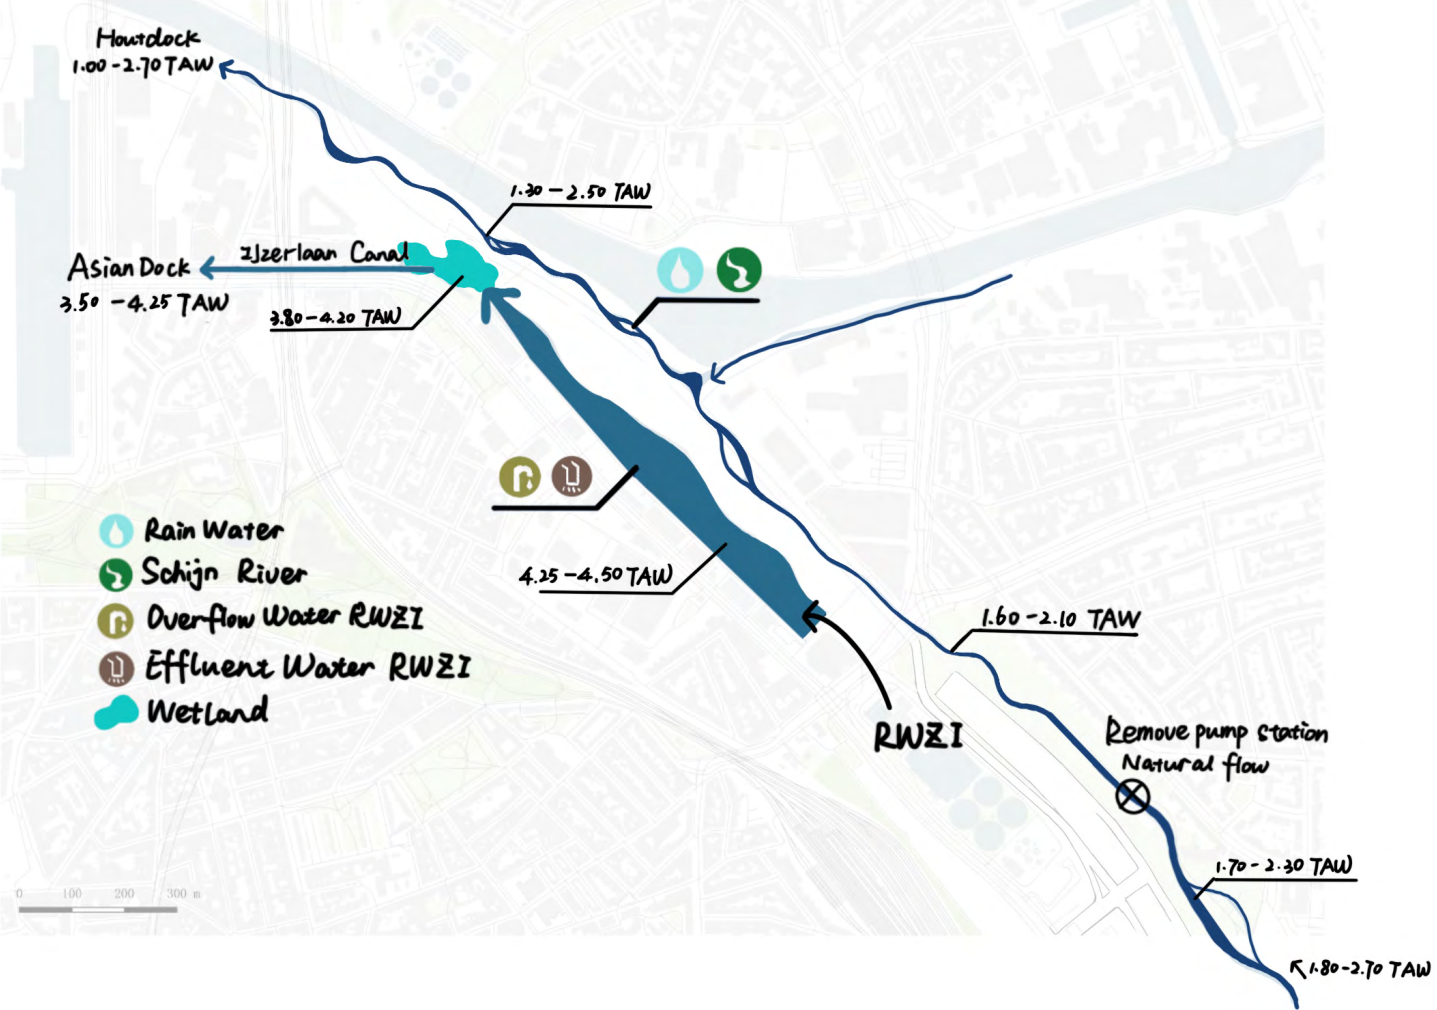 Houtdock
1.00-2.70 TAW
1.30-2.50 TAW
IJzerlaan Canal
Asian Dock
3.50-4.25 TAW
3.80-4.20 TAW
Rain Water
Schijn River
Overflow Water RWZI
Effluent Water RWZI
Wetland
4.25-4.50 TAW
1.60-2.10 TAW
RWZI
Remove pump station
Natural flow
1.70-2.30 TAW
1.80-2.70 TAW
0 100 200 300 m